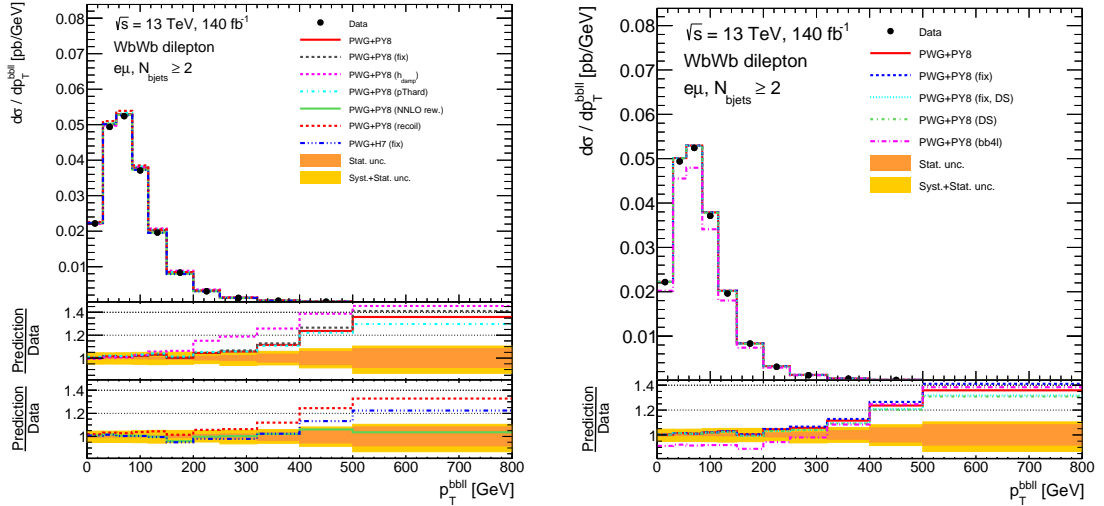 √s = 13 TeV, 140 fb⁻¹
WbWb dilepton
eμ, N_bjets ≥ 2
dσ / dp_T^bbll [pb/GeV]
0.08
0.07
0.06
0.05
0.04
0.03
0.02
0.01
Data
PWG+PY8
PWG+PY8 (fix)
PWG+PY8 (h_damp)
PWG+PY8 (pThard)
PWG+PY8 (NNLO rew.)
PWG+PY8 (recoil)
PWG+H7 (fix)
Stat. unc.
Syst.+Stat. unc.
Prediction
Data
1.4
1.2
1
Prediction
Data
1.4
1.2
1
0 100 200 300 400 500 600 700 800
p_T^bbll [GeV]
√s = 13 TeV, 140 fb⁻¹
WbWb dilepton
eμ, N_bjets ≥ 2
dσ / dp_T^bbll [pb/GeV]
0.08
0.07
0.06
0.05
0.04
0.03
0.02
0.01
Data
PWG+PY8
PWG+PY8 (fix)
PWG+PY8 (fix, DS)
PWG+PY8 (DS)
PWG+PY8 (bb4l)
Stat. unc.
Syst.+Stat. unc.
Prediction
Data
1.4
1.2
1
0 100 200 300 400 500 600 700 800
p_T^bbll [GeV]